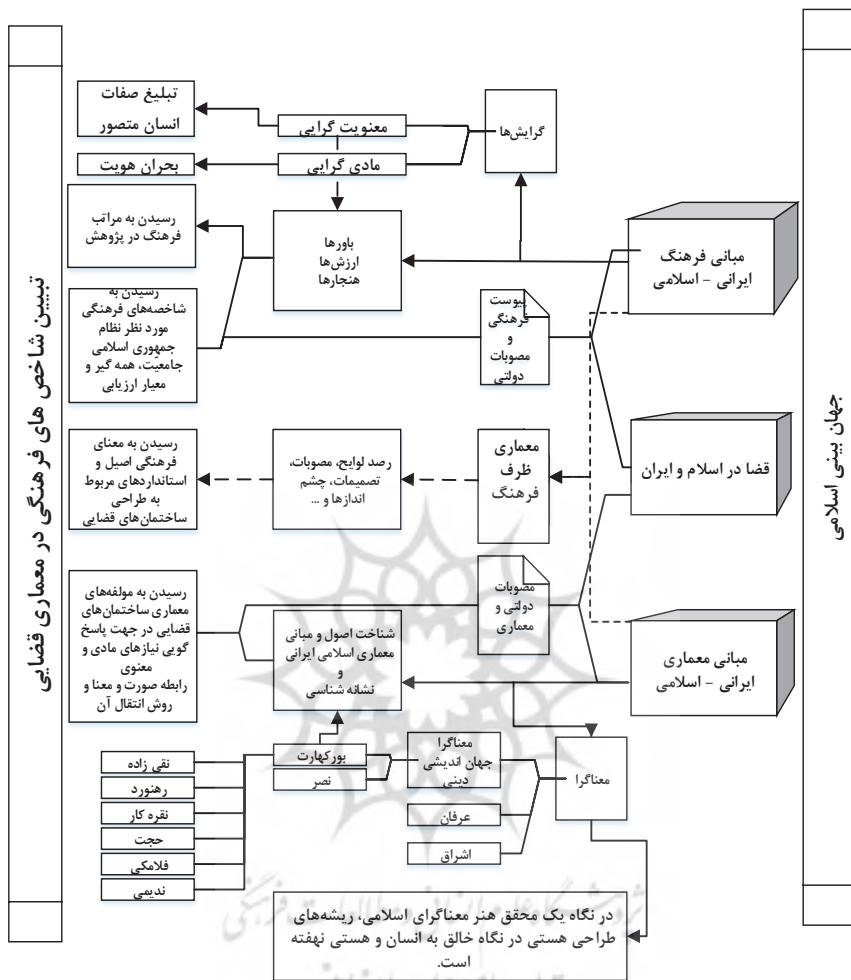 جهان بینی اسلامی
مبانی فرهنگ
ایرانی – اسلامی
قضا در اسلام و ایران
مبانی معماری
ایرانی – اسلامی
گرایش‌ها
معنویت گرایی
مادی گرایی
تبلیغ صفات
انسان متصور
بحران هویت
باورها
ارزش‌ها
هنجارها
رسیدن به مراتب
فرهنگ در پژوهش
پیوست
فرهنگی
و
مصوبات
دولتی
رسیدن به
شاخصه‌های فرهنگی
مورد نظر نظام
جمهوری اسلامی
جامعیّت، همه گیر و
معیار ارزیابی
معماری
ظرف
فرهنگ
رصد لوایح، مصوبات،
تصمیمات، چشم
اندازها و ...
رسیدن به معنای
فرهنگی اصیل و
استانداردهای مربوط
به طراحی
ساختمان‌های قضایی
مصوبات
دولتی و
معماری
شناخت اصول و مبانی
معماری اسلامی ایرانی
و
نشانه شناسی
رسیدن به مولفه‌های
معماری ساختمان‌های
قضایی در جهت پاسخ
گویی نیازهای مادی و
معنوی
رابطه صورت و معنا و
روش انتقال آن
معناگرا
معناگرا
جهان اندیشی
دینی
عرفان
اشراق
بورکهارت
نصر
نقی زاده
رهنورد
نقره کار
حجت
فلامکی
ندیمی
در نگاه یک محقق هنر معناگرای اسلامی، ریشه‌های
طراحی هستی در نگاه خالق به انسان و هستی نهفته
است.
تبیین شاخص های فرهنگی در معماری قضایی
پژوهشگاه علوم انسانی و مطالعات فرهنگی